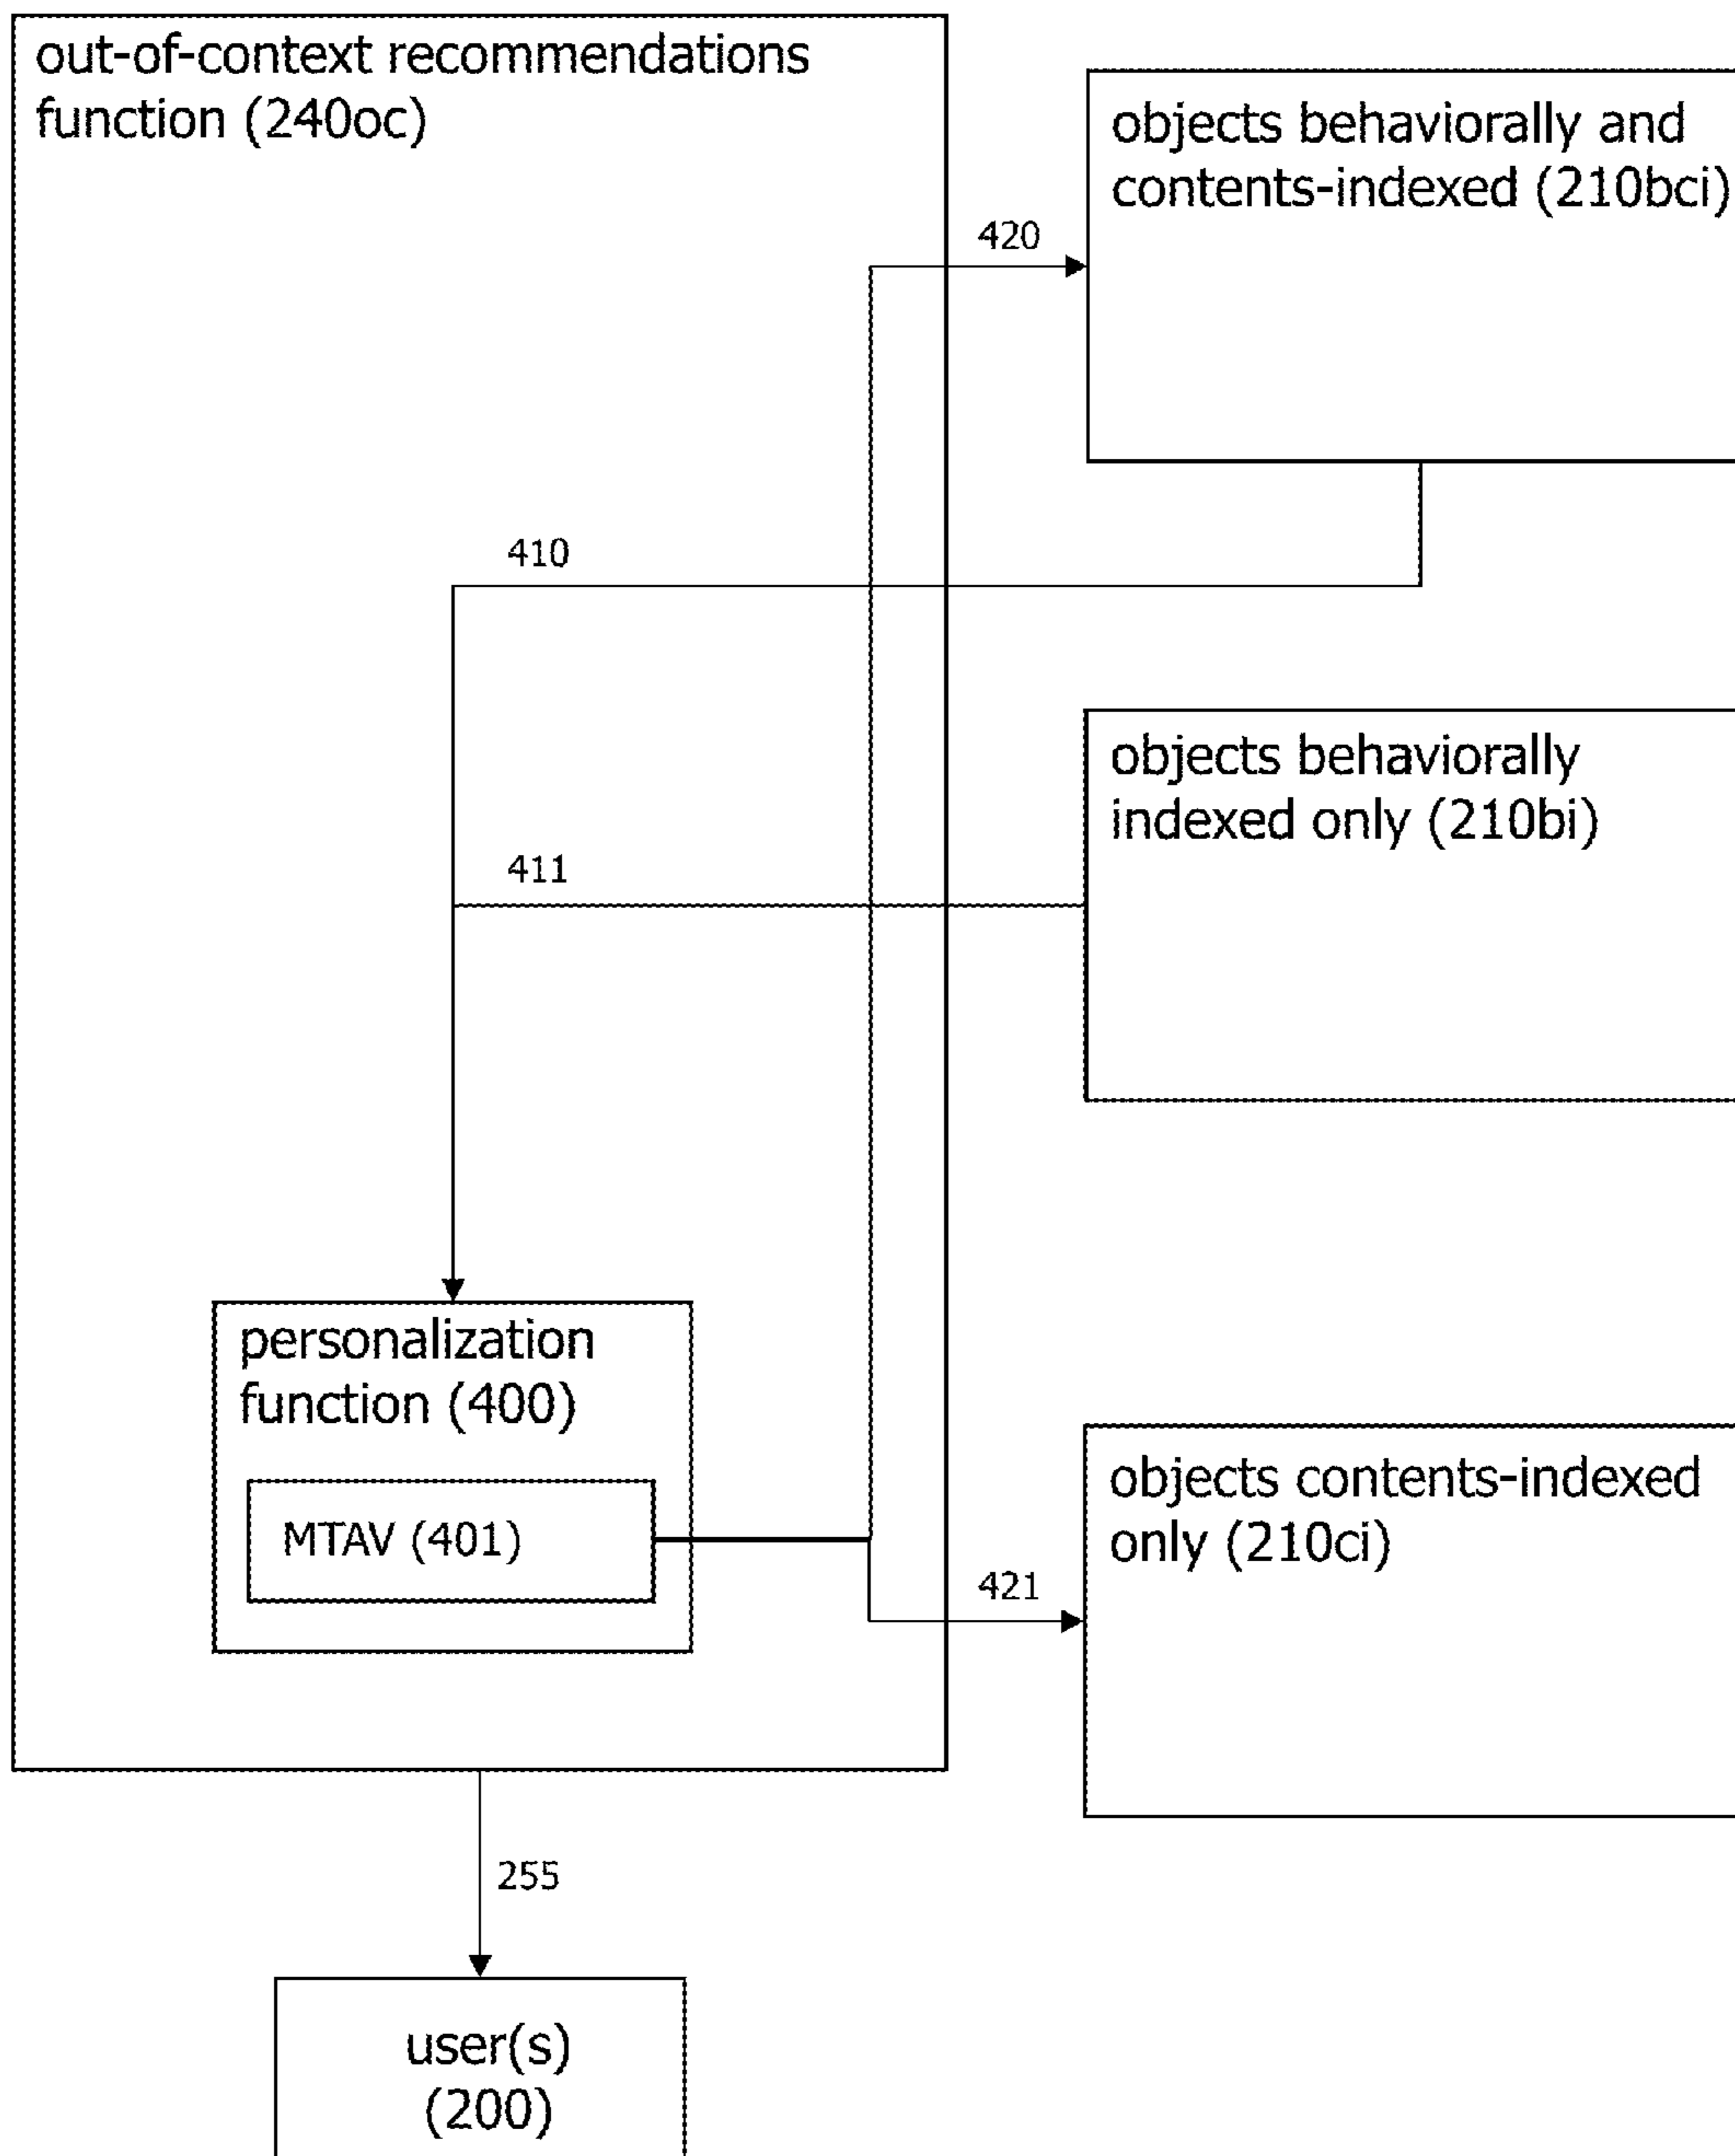 out-of-context recommendations
function (240oc)
objects behaviorally and
contents-indexed (210bci)
420
410
objects behaviorally
indexed only (210bi)
411
personalization
function (400)
MTAV (401)
objects contents-indexed
only (210ci)
421
255
user(s)
(200)